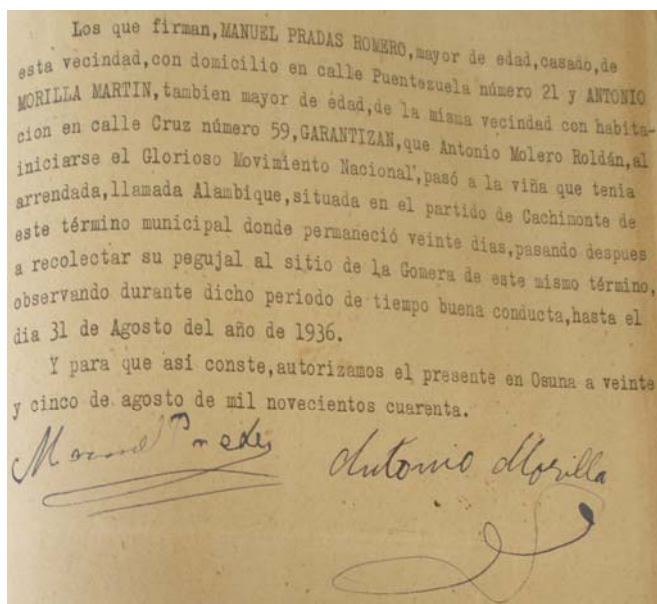 Los que firman,MANUEL PRADAS ROMERO,mayor de edad,casado,de
esta vecindad,con domicilio en calle Puentezuela número 21 y ANTONIO
MORILLA MARTIN,tambien mayor de edad,de la misma vecindad con habita-
cion en calle Cruz número 59,GARANTIZAN,que Antonio Molero Roldán,al
iniciarse el Glorioso Movimiento Nacional,pasó a la viña que tenia
arrendada,llamada Alambique,situada en el partido de Cachimonte de
este término municipal donde permaneció veinte dias,pasando despues
a recolectar su pegujal al sitio de la Gomera de este mismo término,
observando durante dicho periodo de tiempo buena conducta,hasta el
dia 31 de Agosto del año de 1936.
Y para que asi conste,autorizamos el presente en Osuna a veinte
y cinco de agosto de mil novecientos cuarenta.
Manuel Prades Antonio Morilla